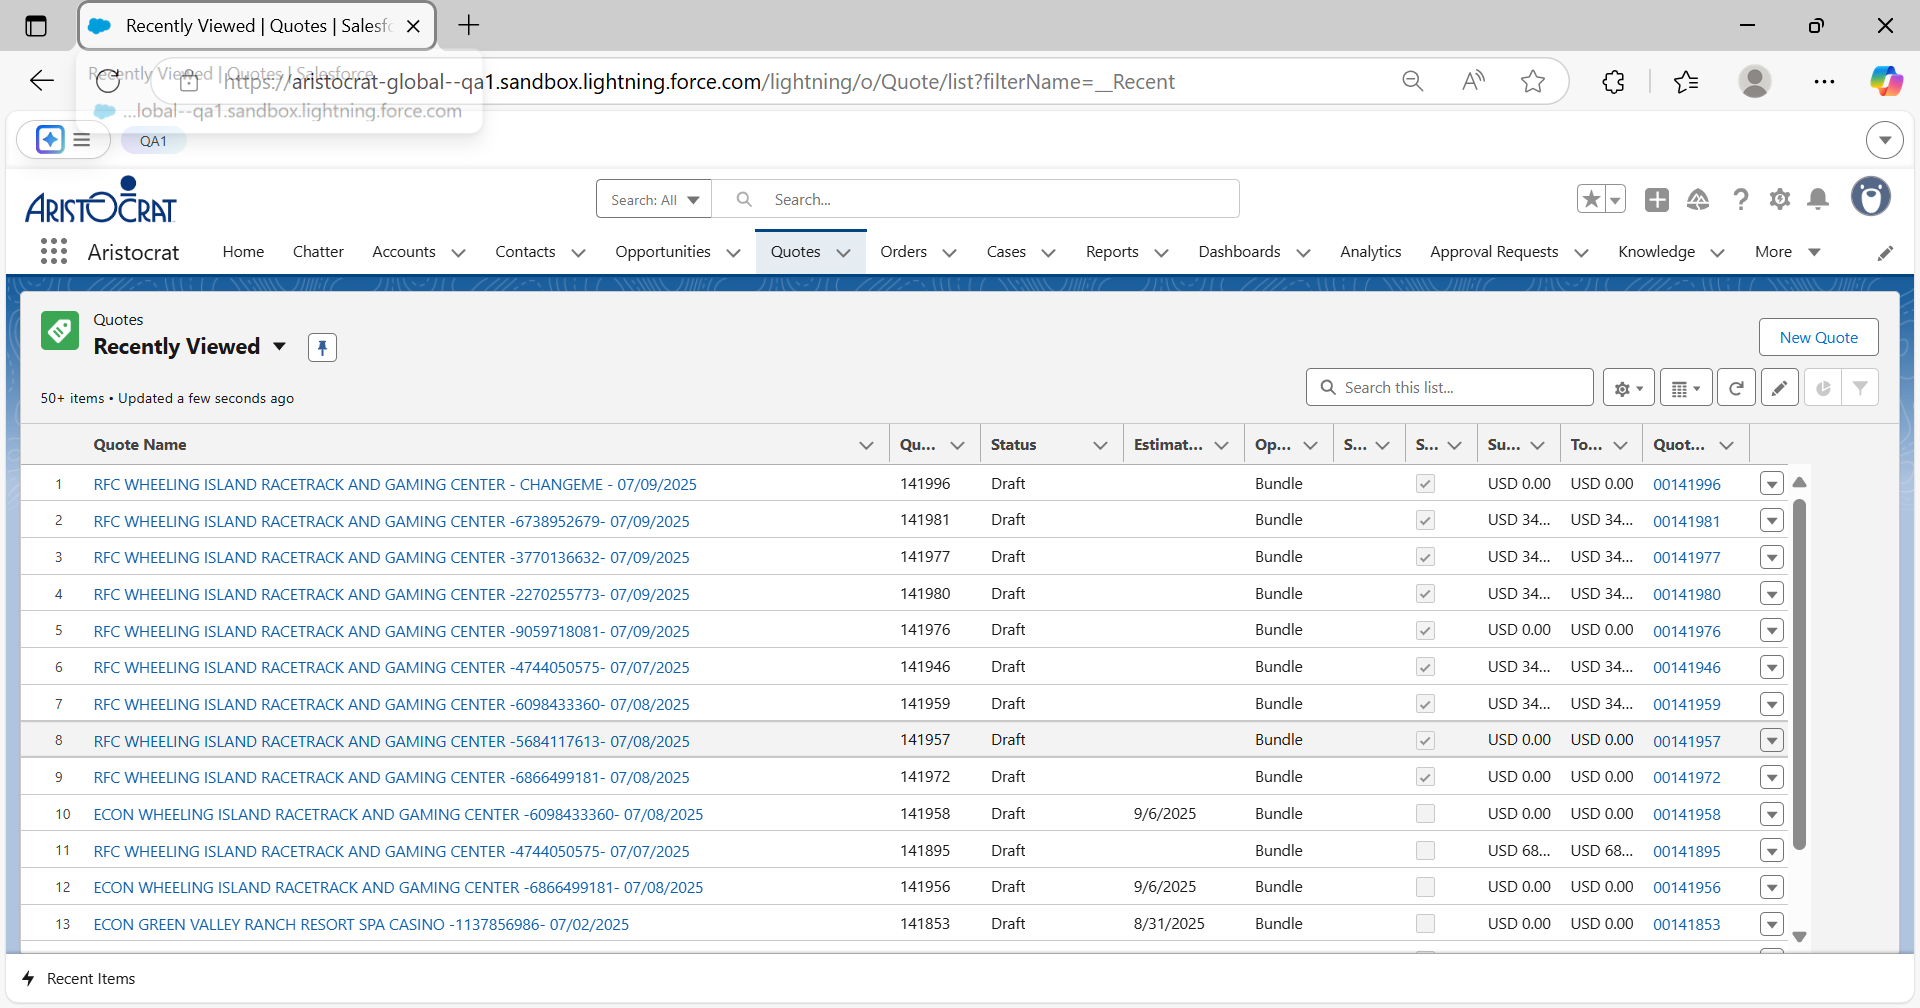 Recently Viewed | Quotes | Salesfo
Recently Viewed | Quotes | Salesforce
https://aristocrat-global--qa1.sandbox.lightning.force.com/lightning/o/Quote/list?filterName=__Recent
...lobal--qa1.sandbox.lightning.force.com
QA1
ARISTOCRAT
Search: All
Search...
Aristocrat
Home Chatter Accounts Contacts Opportunities Quotes Orders Cases Reports Dashboards Analytics Approval Requests Knowledge More
Quotes
Recently Viewed
New Quote
50+ items • Updated a few seconds ago
Search this list...
Quote Name Qu... Status Estimat... Op... S... S... Su... To... Quot...
1 RFC WHEELING ISLAND RACETRACK AND GAMING CENTER - CHANGEME - 07/09/2025 141996 Draft Bundle USD 0.00 USD 0.00 00141996
2 RFC WHEELING ISLAND RACETRACK AND GAMING CENTER -6738952679- 07/09/2025 141981 Draft Bundle USD 34... USD 34... 00141981
3 RFC WHEELING ISLAND RACETRACK AND GAMING CENTER -3770136632- 07/09/2025 141977 Draft Bundle USD 34... USD 34... 00141977
4 RFC WHEELING ISLAND RACETRACK AND GAMING CENTER -2270255773- 07/09/2025 141980 Draft Bundle USD 34... USD 34... 00141980
5 RFC WHEELING ISLAND RACETRACK AND GAMING CENTER -9059718081- 07/09/2025 141976 Draft Bundle USD 0.00 USD 0.00 00141976
6 RFC WHEELING ISLAND RACETRACK AND GAMING CENTER -4744050575- 07/07/2025 141946 Draft Bundle USD 34... USD 34... 00141946
7 RFC WHEELING ISLAND RACETRACK AND GAMING CENTER -6098433360- 07/08/2025 141959 Draft Bundle USD 34... USD 34... 00141959
8 RFC WHEELING ISLAND RACETRACK AND GAMING CENTER -5684117613- 07/08/2025 141957 Draft Bundle USD 0.00 USD 0.00 00141957
9 RFC WHEELING ISLAND RACETRACK AND GAMING CENTER -6866499181- 07/08/2025 141972 Draft Bundle USD 0.00 USD 0.00 00141972
10 ECON WHEELING ISLAND RACETRACK AND GAMING CENTER -6098433360- 07/08/2025 141958 Draft 9/6/2025 Bundle USD 0.00 USD 0.00 00141958
11 RFC WHEELING ISLAND RACETRACK AND GAMING CENTER -4744050575- 07/07/2025 141895 Draft Bundle USD 68... USD 68... 00141895
12 ECON WHEELING ISLAND RACETRACK AND GAMING CENTER -6866499181- 07/08/2025 141956 Draft 9/6/2025 Bundle USD 0.00 USD 0.00 00141956
13 ECON GREEN VALLEY RANCH RESORT SPA CASINO -1137856986- 07/02/2025 141853 Draft 8/31/2025 Bundle USD 0.00 USD 0.00 00141853
Recent Items